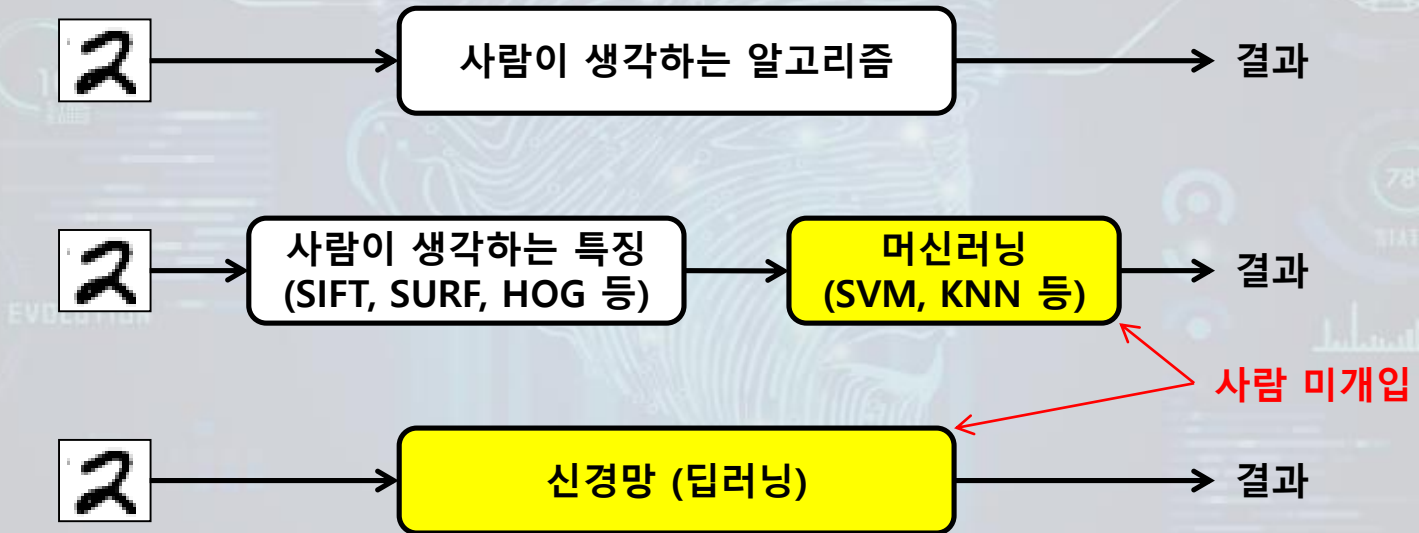 사람이 생각하는 알고리즘
결과
사람이 생각하는 특징
(SIFT, SURF, HOG 등)
머신러닝
(SVM, KNN 등)
결과
EVOLUTION
사람 미개입
신경망 (딥러닝)
결과